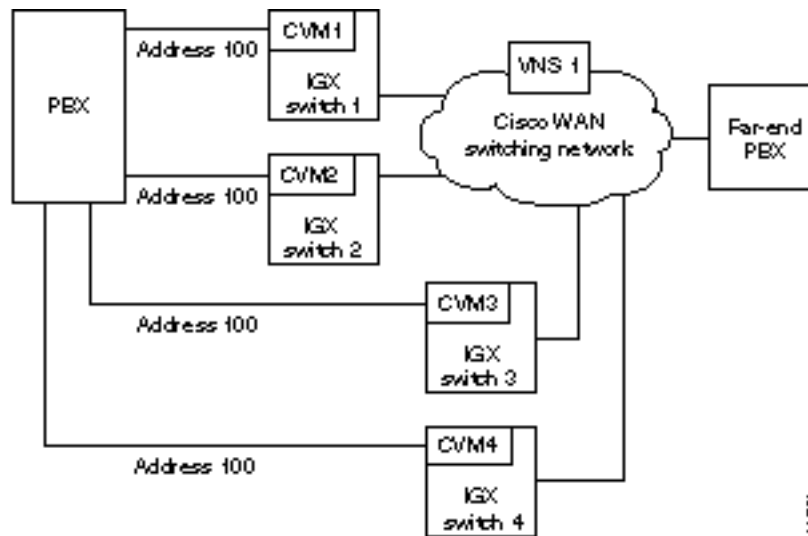 CVM1
Address 100
VNS 1
PBX
IGX
switch 1
Cisco WAN
switching network
Far-end
PBX
CVM2
Address 100
IGX
switch 2
CVM3
Address 100
IGX
switch 3
CVM4
Address 100
IGX
switch 4